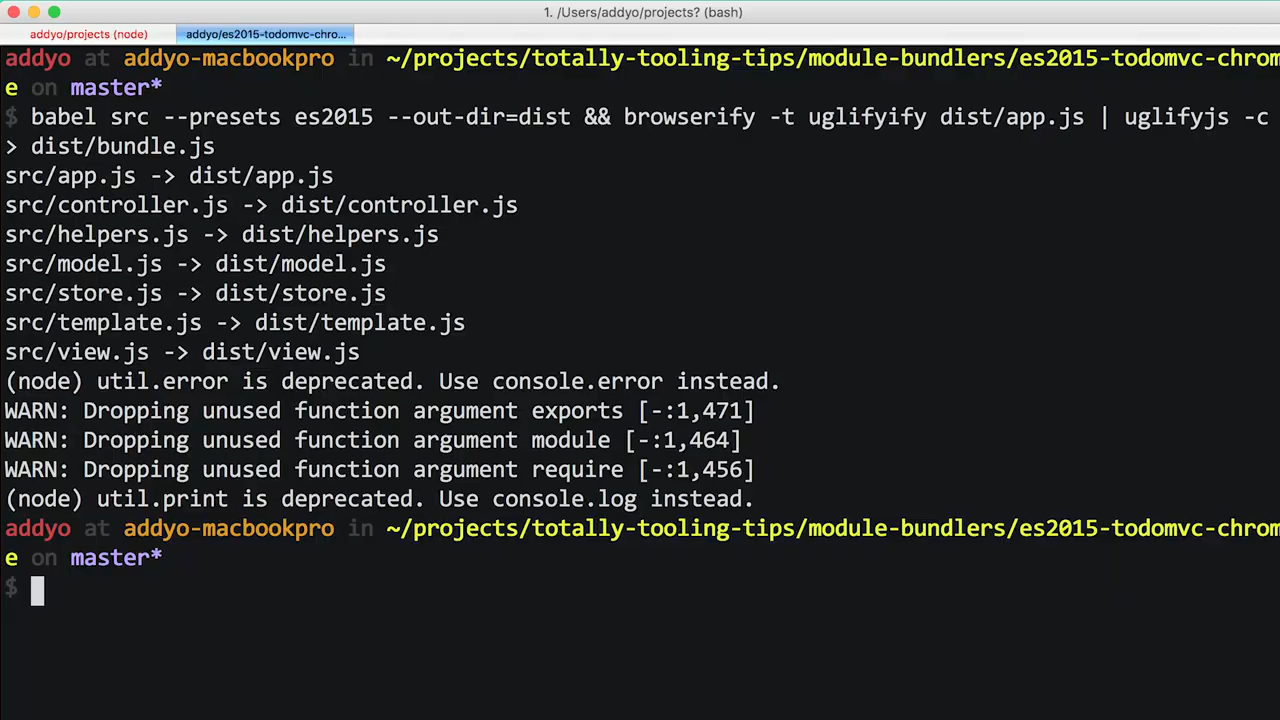 1. /Users/addyo/projects? (bash)
addyo/projects (node)
addyo/es2015-todomvc-chro...
addyo at addyo-macbookpro in ~/projects/totally-tooling-tips/module-bundlers/es2015-todomvc-chrom
e on master*
$ babel src --presets es2015 --out-dir=dist && browserify -t uglifyify dist/app.js | uglifyjs -c
> dist/bundle.js
src/app.js -> dist/app.js
src/controller.js -> dist/controller.js
src/helpers.js -> dist/helpers.js
src/model.js -> dist/model.js
src/store.js -> dist/store.js
src/template.js -> dist/template.js
src/view.js -> dist/view.js
(node) util.error is deprecated. Use console.error instead.
WARN: Dropping unused function argument exports [-:1,471]
WARN: Dropping unused function argument module [-:1,464]
WARN: Dropping unused function argument require [-:1,456]
(node) util.print is deprecated. Use console.log instead.
addyo at addyo-macbookpro in ~/projects/totally-tooling-tips/module-bundlers/es2015-todomvc-chrom
e on master*
$